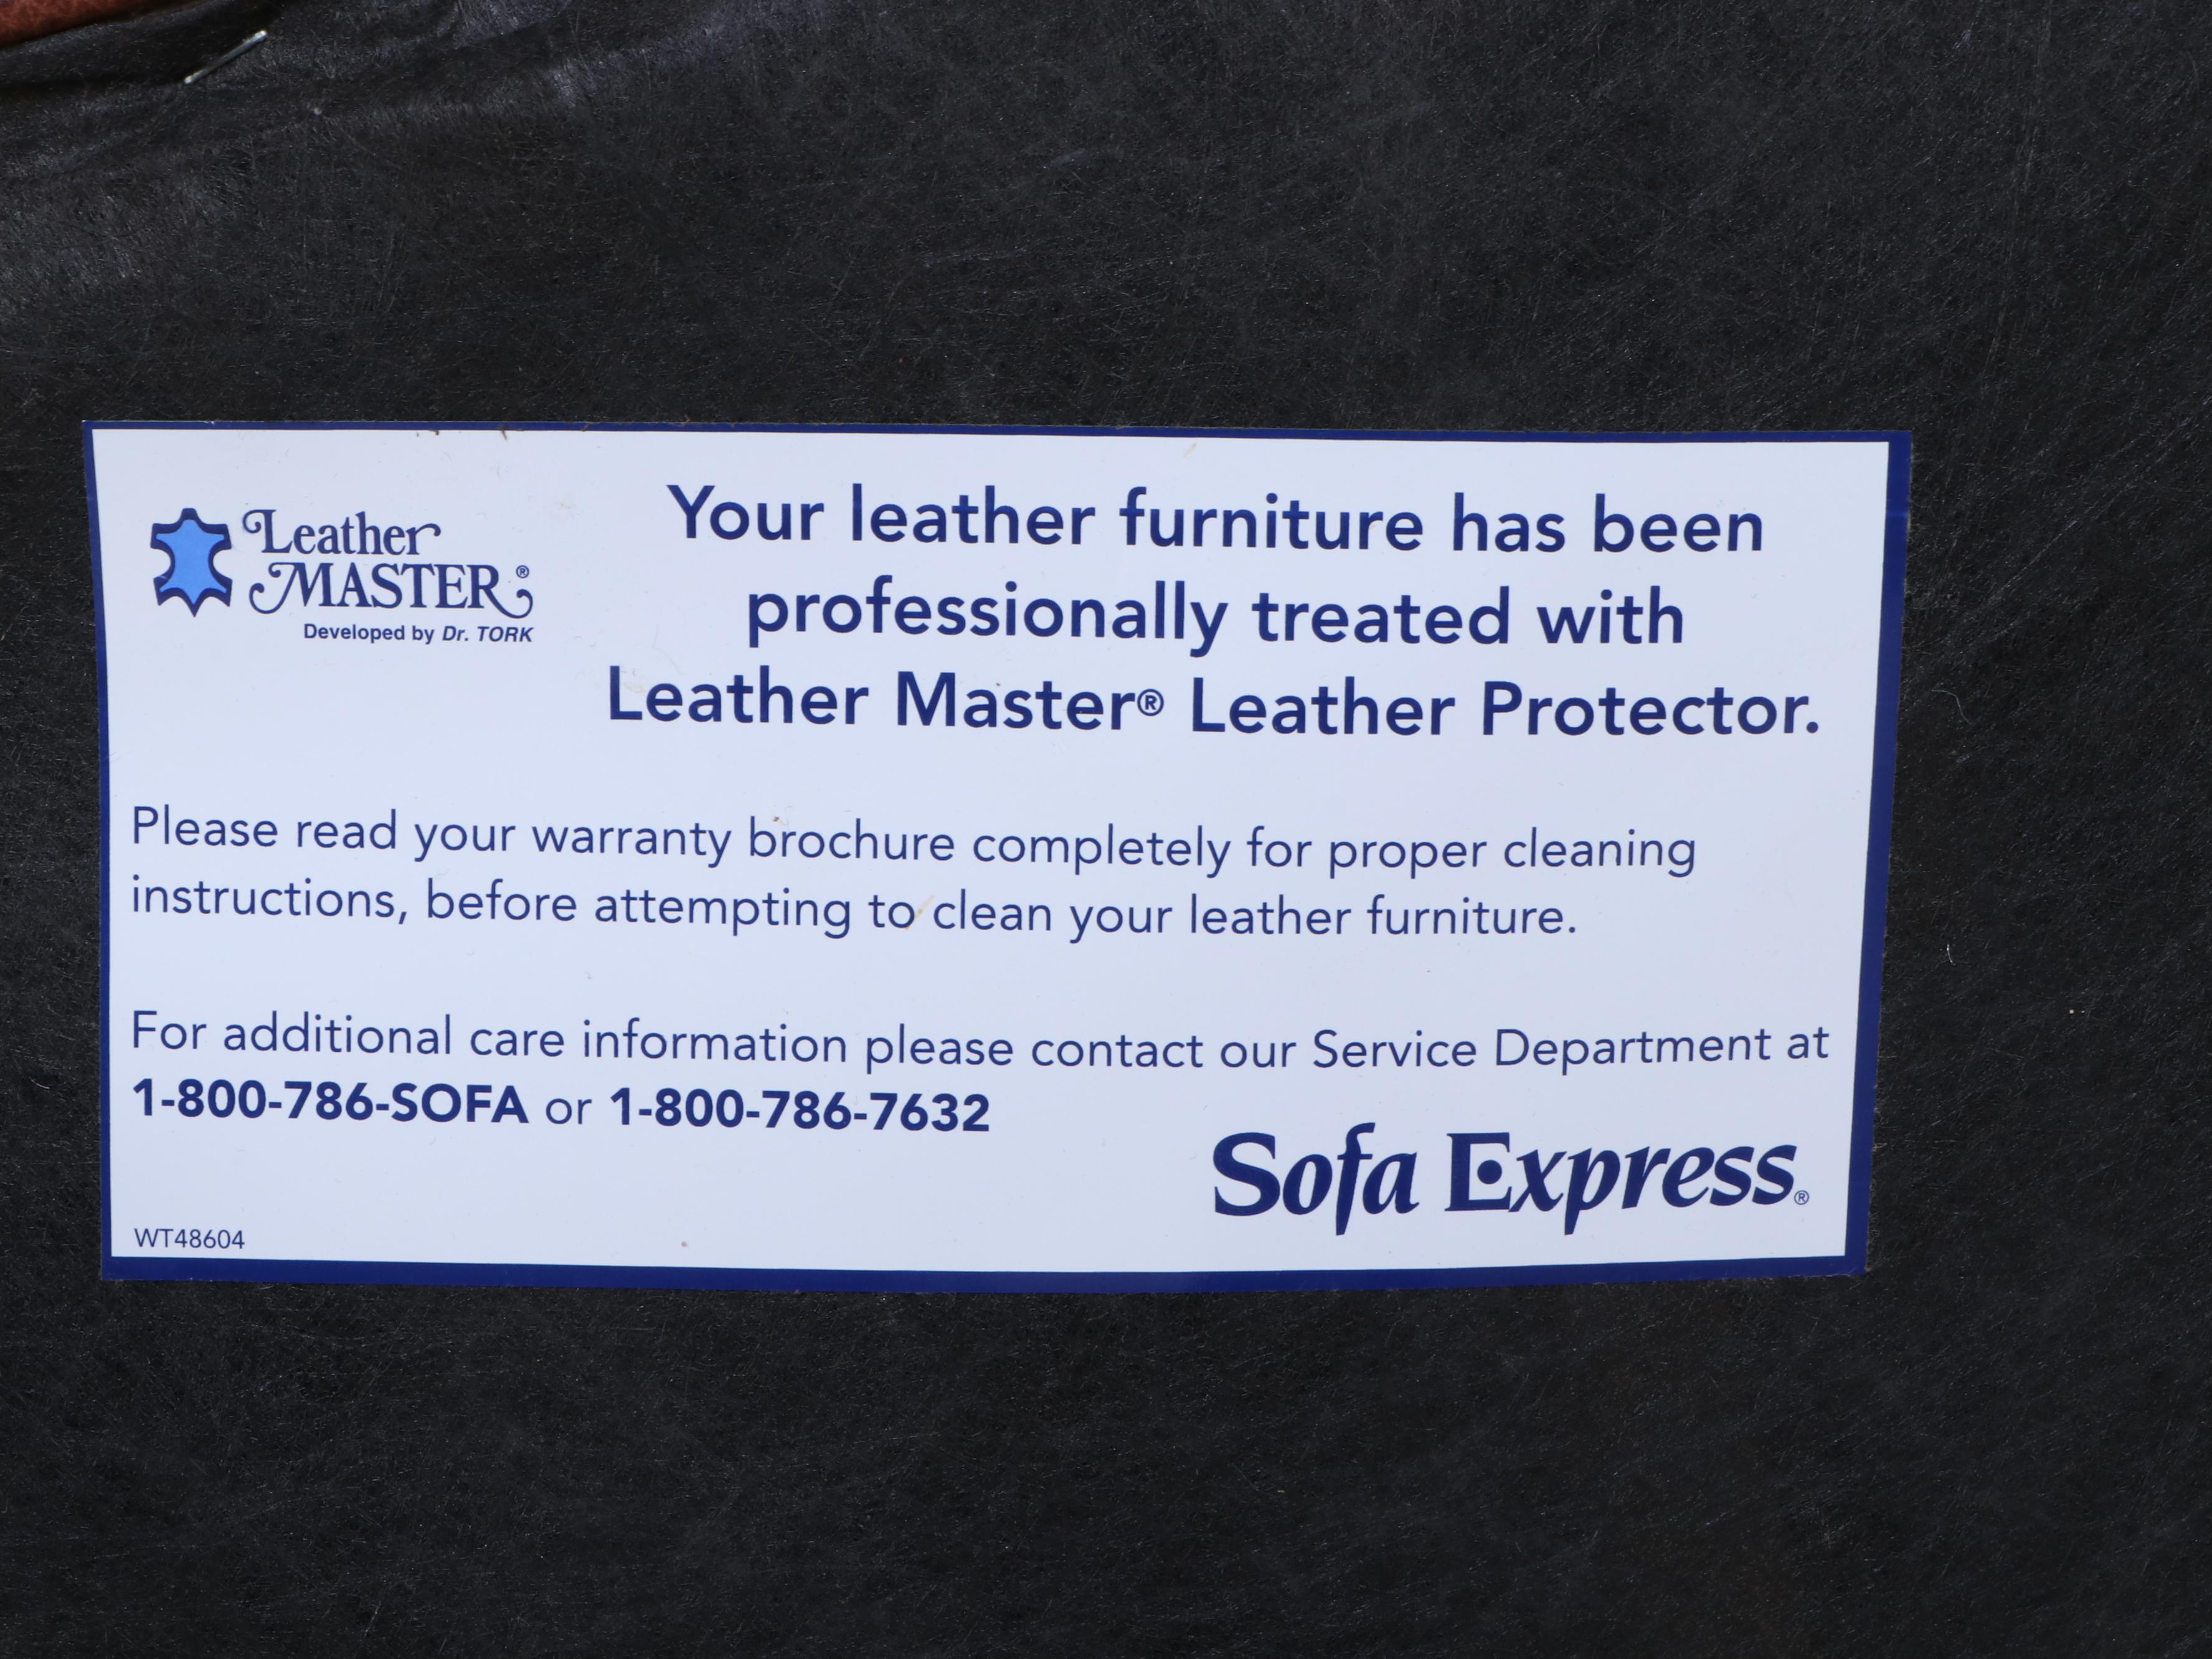 Leather
MASTER®
Developed by Dr. TORK
Your leather furniture has been
professionally treated with
Leather Master® Leather Protector.
Please read your warranty brochure completely for proper cleaning
instructions, before attempting to clean your leather furniture.
For additional care information please contact our Service Department at
1-800-786-SOFA or 1-800-786-7632
Sofa Express®
WT48604